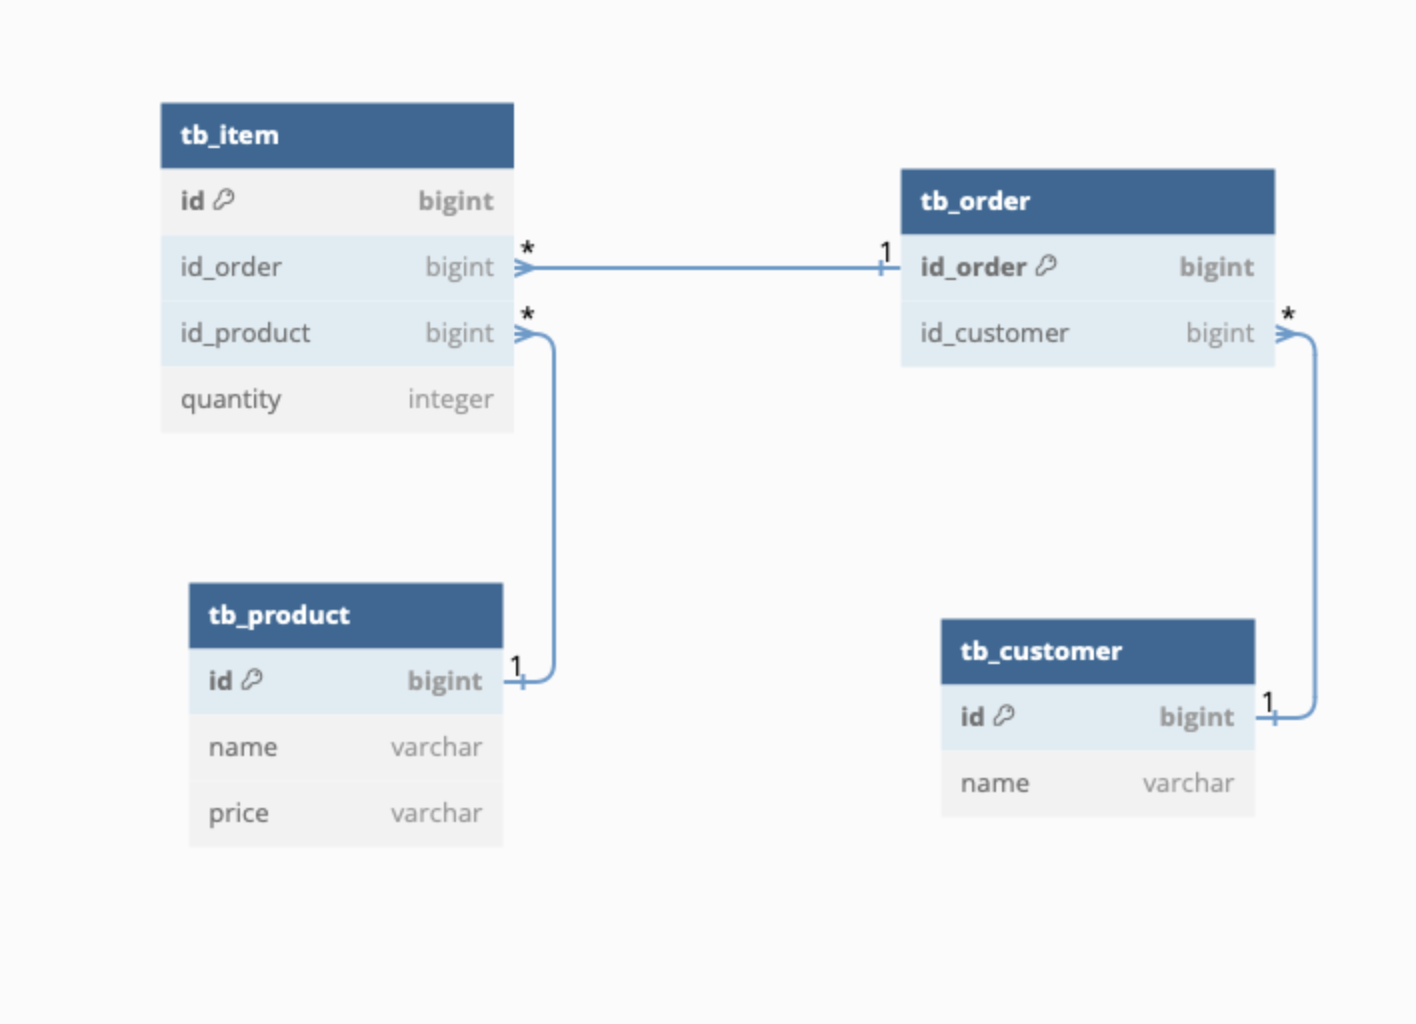 tb_item
id bigint
id_order bigint
id_product bigint
quantity integer
*
*
1
tb_order
id_order bigint
id_customer bigint
*
tb_product
id bigint
name varchar
price varchar
1
tb_customer
id bigint
name varchar
1